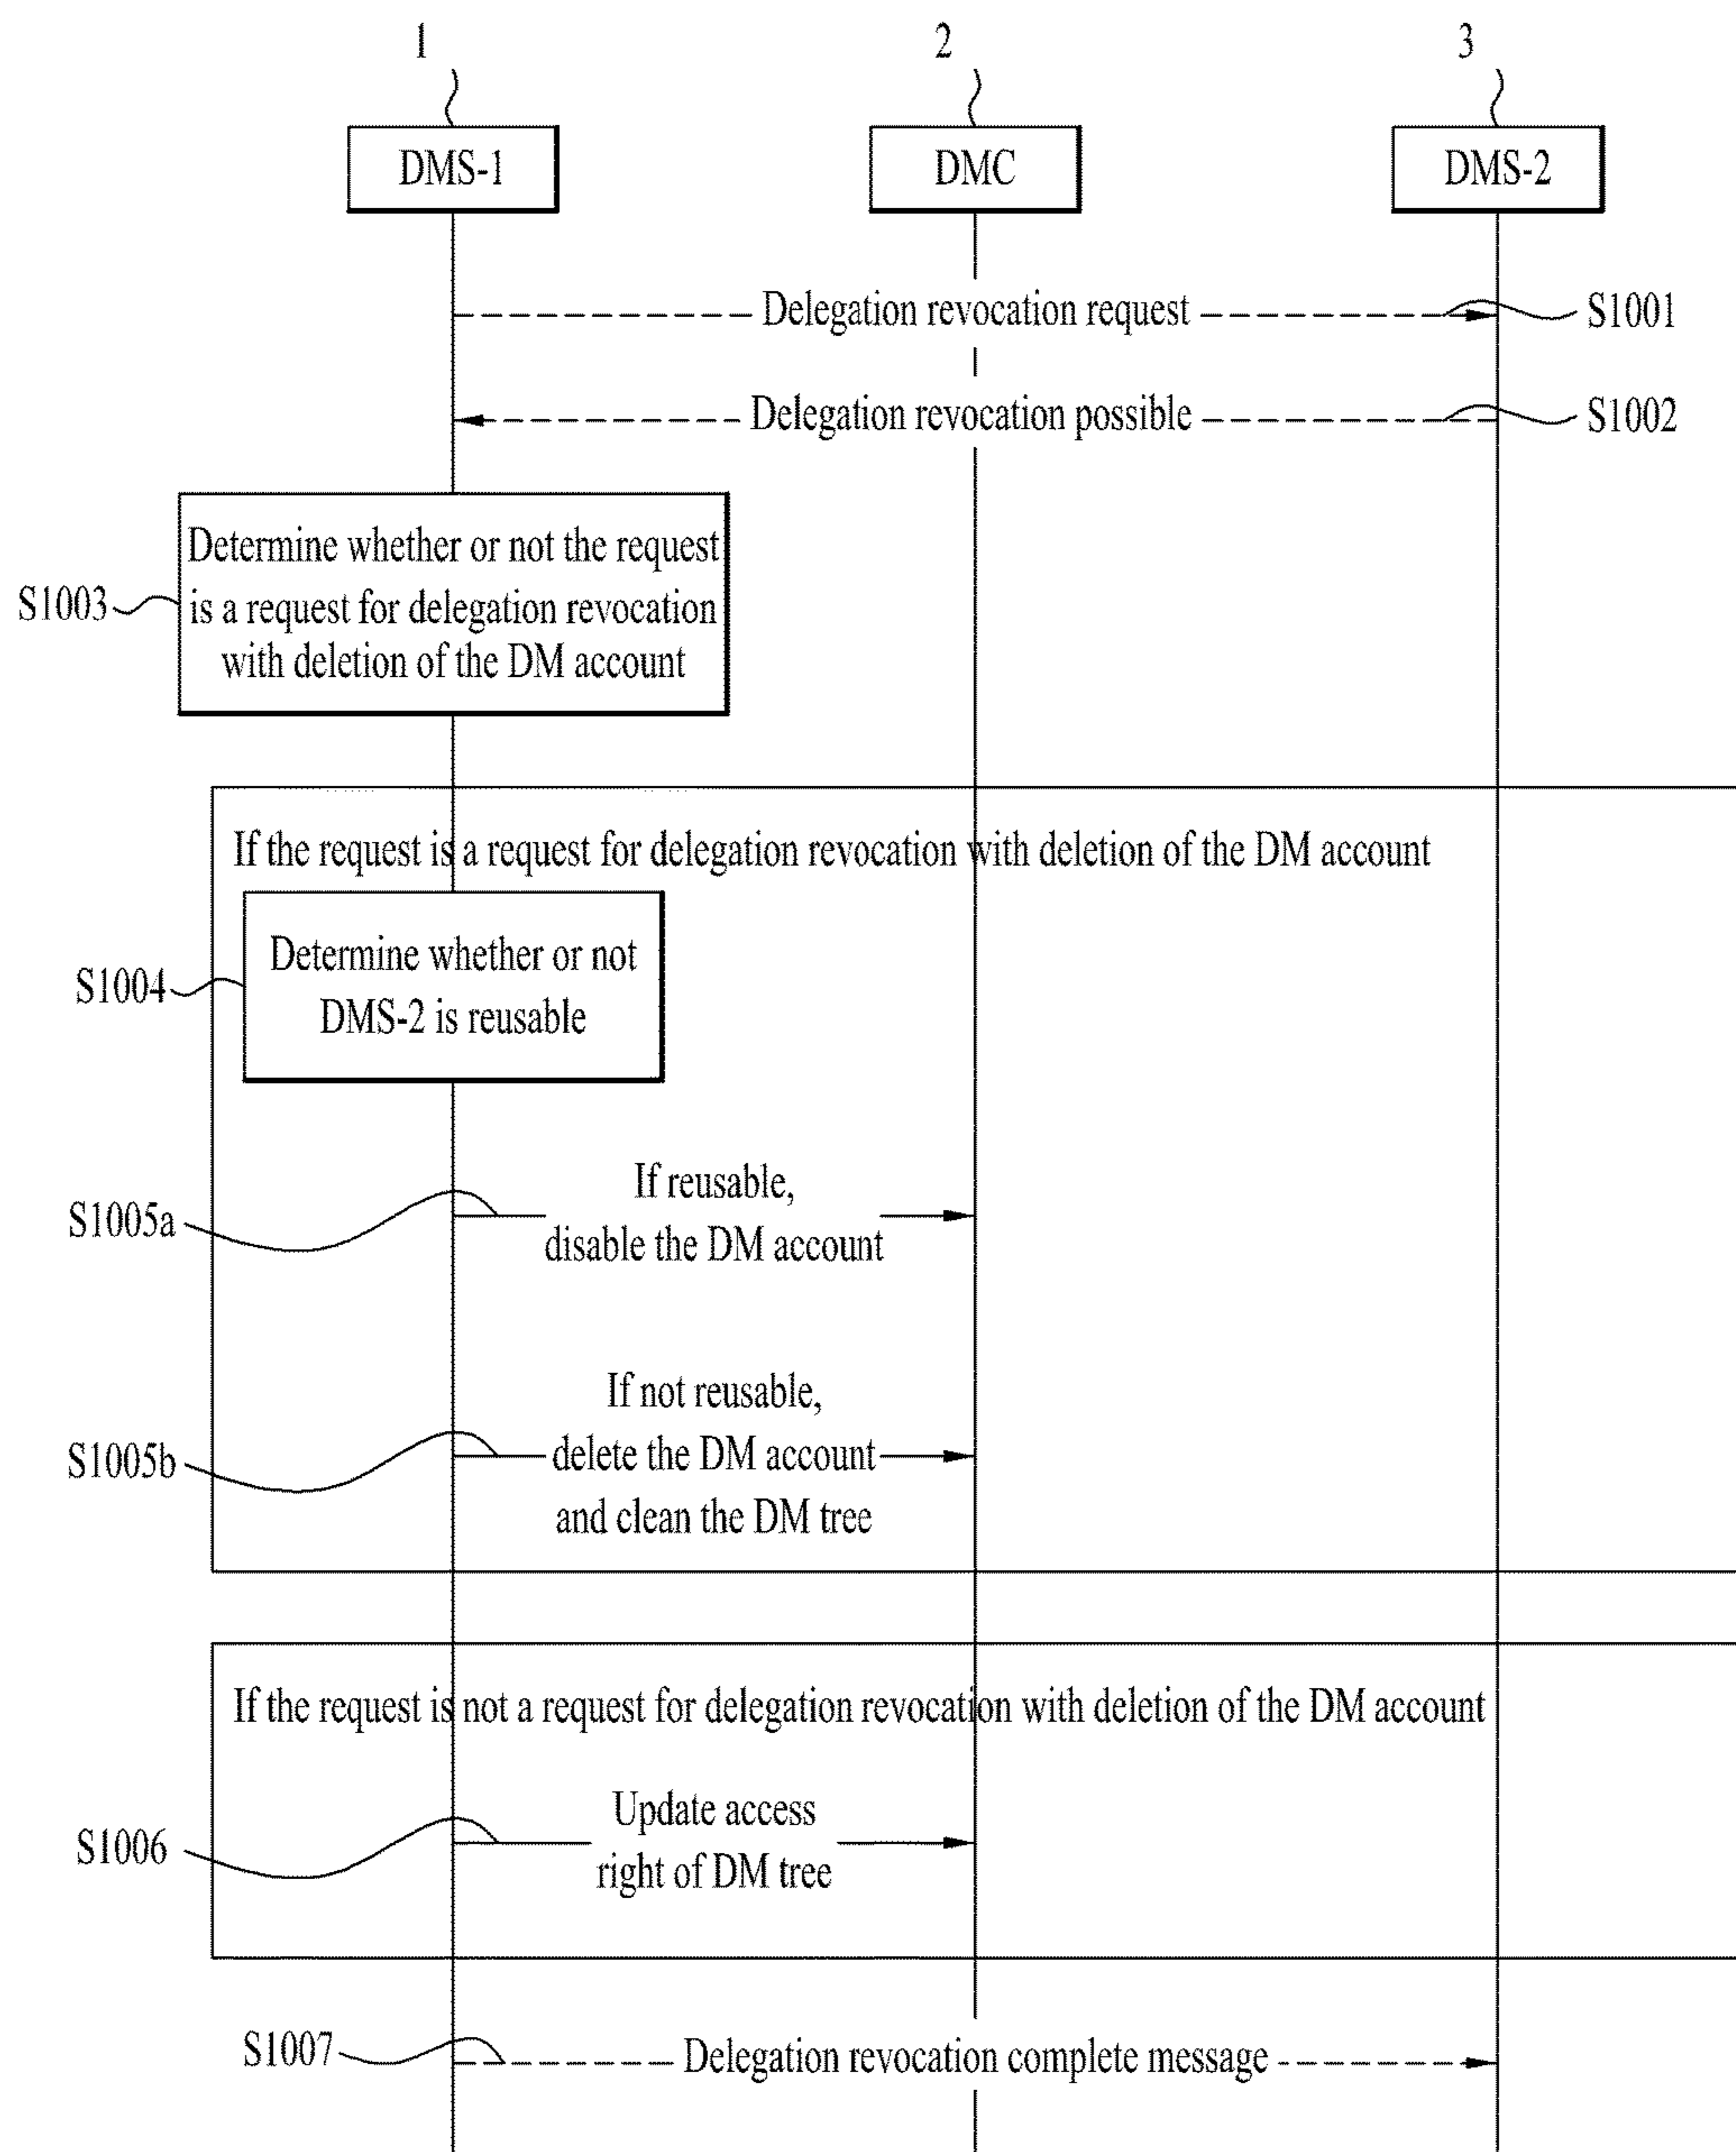 1
2
3
DMS-1
DMC
DMS-2
Delegation revocation request
S1001
Delegation revocation possible
S1002
Determine whether or not the request
is a request for delegation revocation
with deletion of the DM account
S1003
If the request is a request for delegation revocation with deletion of the DM account
Determine whether or not
DMS-2 is reusable
S1004
If reusable,
disable the DM account
S1005a
If not reusable,
delete the DM account
and clean the DM tree
S1005b
If the request is not a request for delegation revocation with deletion of the DM account
Update access
right of DM tree
S1006
S1007
Delegation revocation complete message